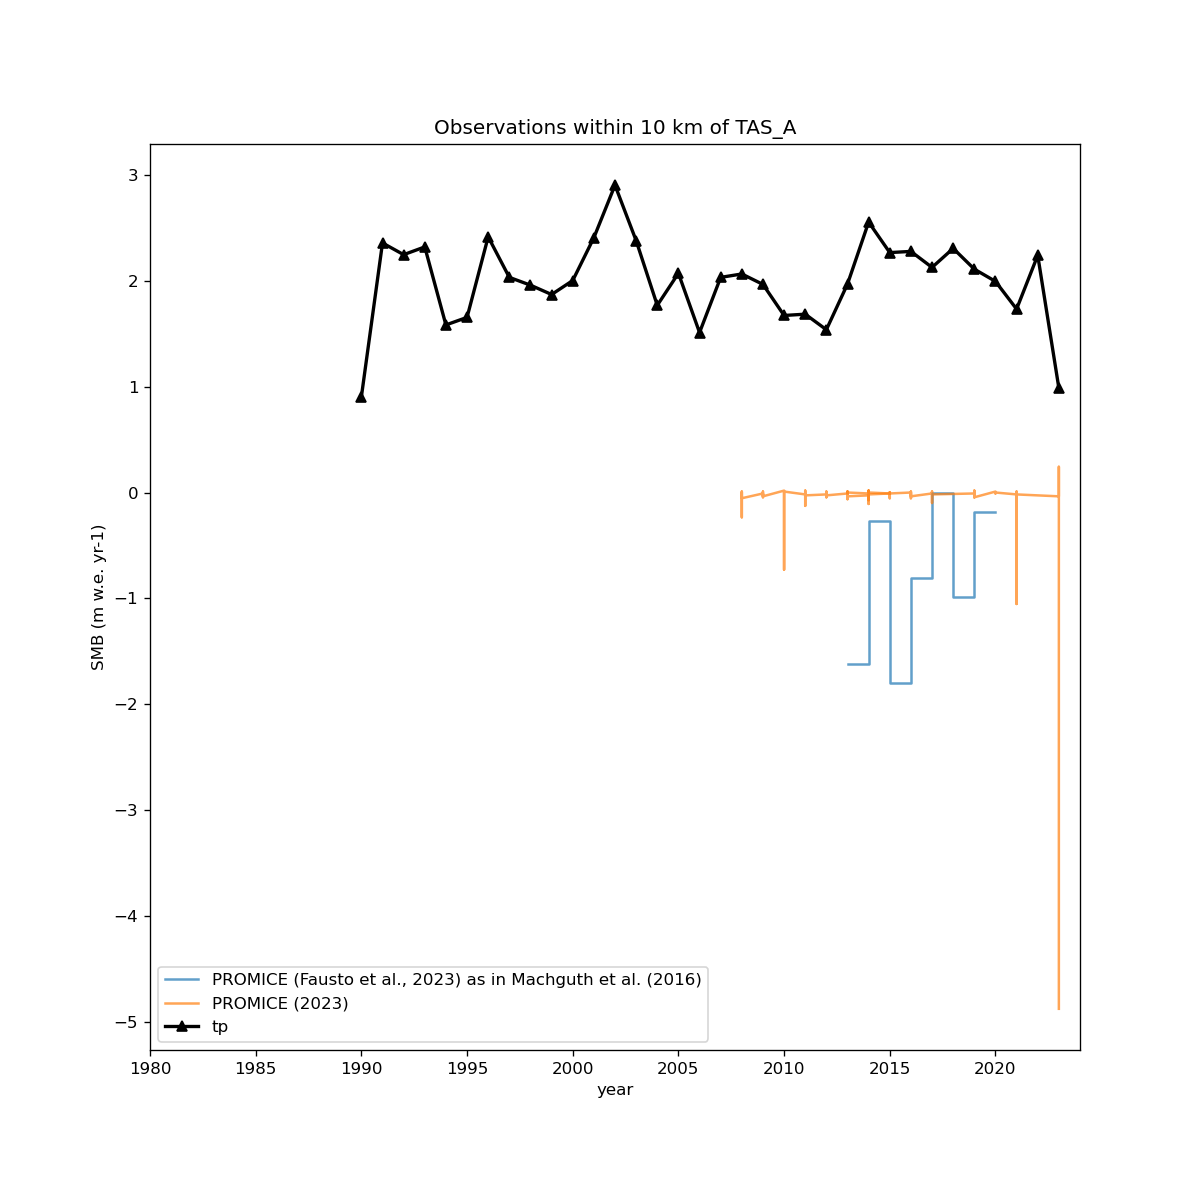 Observations within 10 km of TAS_A
3
2
1
0
−1
−2
−3
−4
−5
SMB (m w.e. yr-1)
PROMICE (Fausto et al., 2023) as in Machguth et al. (2016)
PROMICE (2023)
tp
1980 1985 1990 1995 2000 2005 2010 2015 2020
year